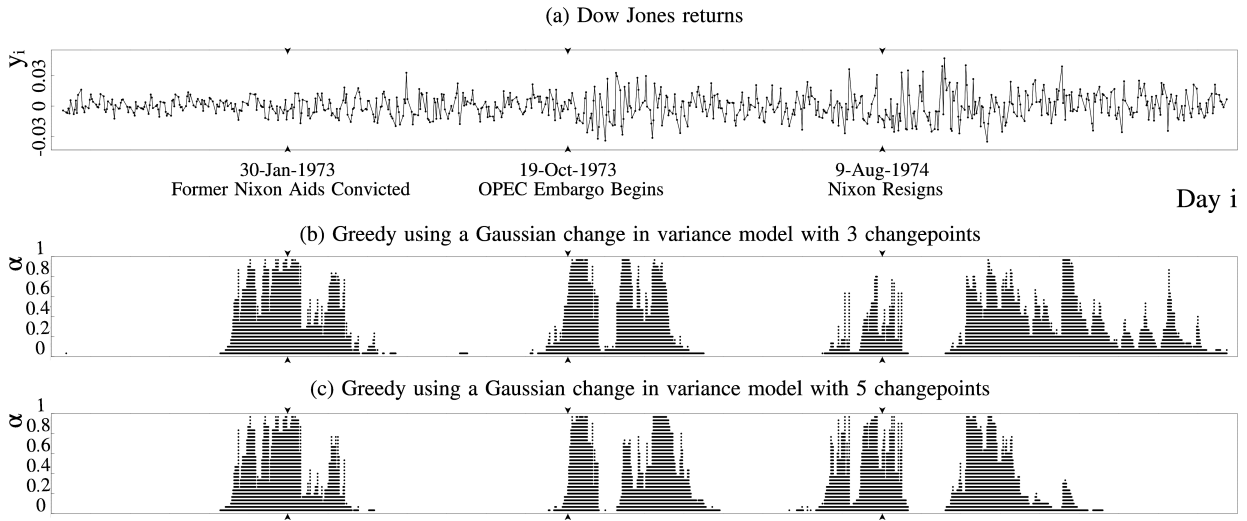 (a) Dow Jones returns
yᵢ
0.03
0
-0.03
30-Jan-1973 19-Oct-1973 9-Aug-1974
Former Nixon Aids Convicted OPEC Embargo Begins Nixon Resigns
Day i
(b) Greedy using a Gaussian change in variance model with 3 changepoints
α
1
0.8
0.6
0.4
0.2
0
(c) Greedy using a Gaussian change in variance model with 5 changepoints
α
1
0.8
0.6
0.4
0.2
0